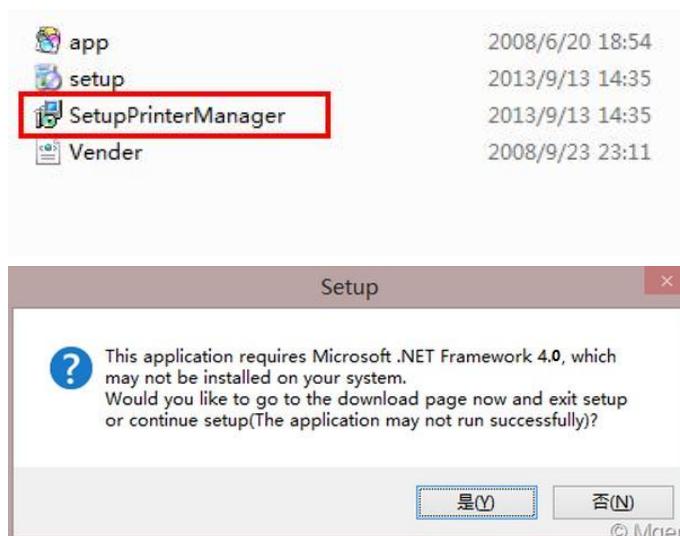 app 2008/6/20 18:54
setup 2013/9/13 14:35
SetupPrinterManager 2013/9/13 14:35
Vender 2008/9/23 23:11
Setup
This application requires Microsoft .NET Framework 4.0, which
may not be installed on your system.
Would you like to go to the download page now and exit setup
or continue setup(The application may not run successfully)?
是(Y) 否(N)